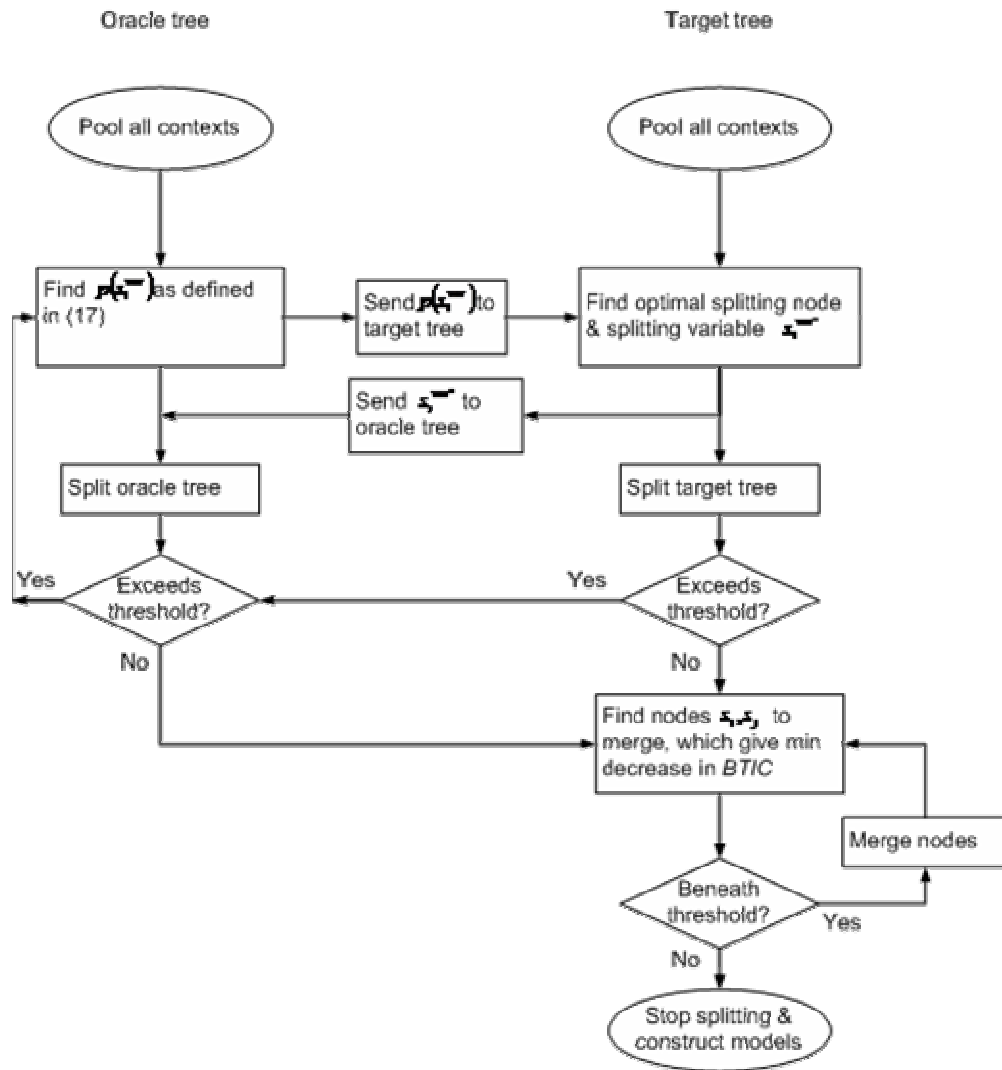 Oracle tree
Target tree
Pool all contexts
Pool all contexts
Find as defined
in (17)
Send to
target tree
Find optimal splitting node
& splitting variable
Send to
oracle tree
Split oracle tree
Split target tree
Yes
Exceeds
threshold?
Yes
Exceeds
threshold?
No
No
Find nodes to
merge, which give min
decrease in BTIC
Merge nodes
Beneath
threshold?
Yes
No
Stop splitting &
construct models